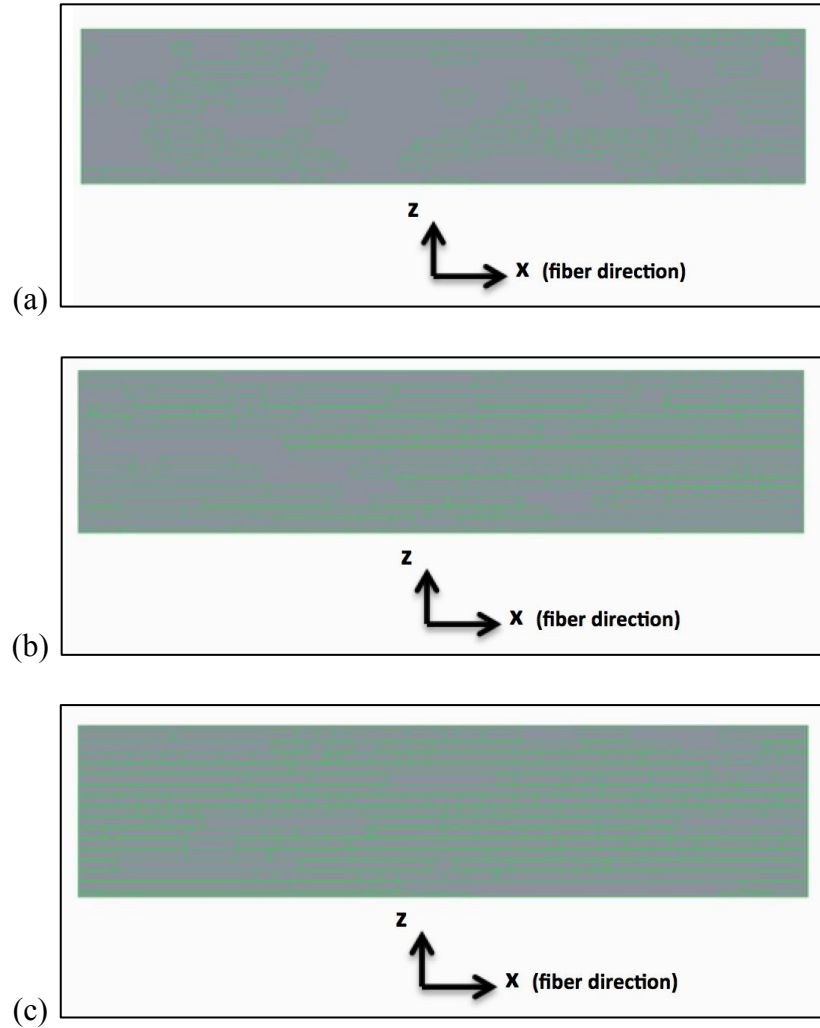 z
x (fiber direction)
(a)
z
x (fiber direction)
(b)
z
x (fiber direction)
(c)